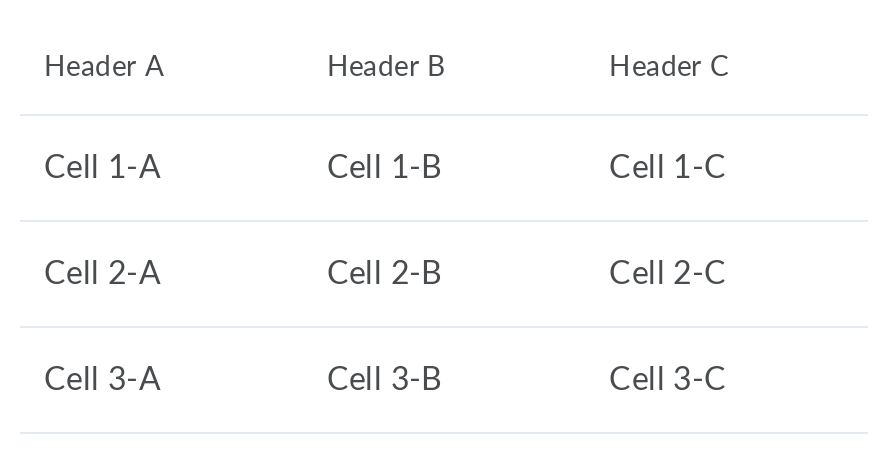 Header A Header B Header C
Cell 1-A Cell 1-B Cell 1-C
Cell 2-A Cell 2-B Cell 2-C
Cell 3-A Cell 3-B Cell 3-C